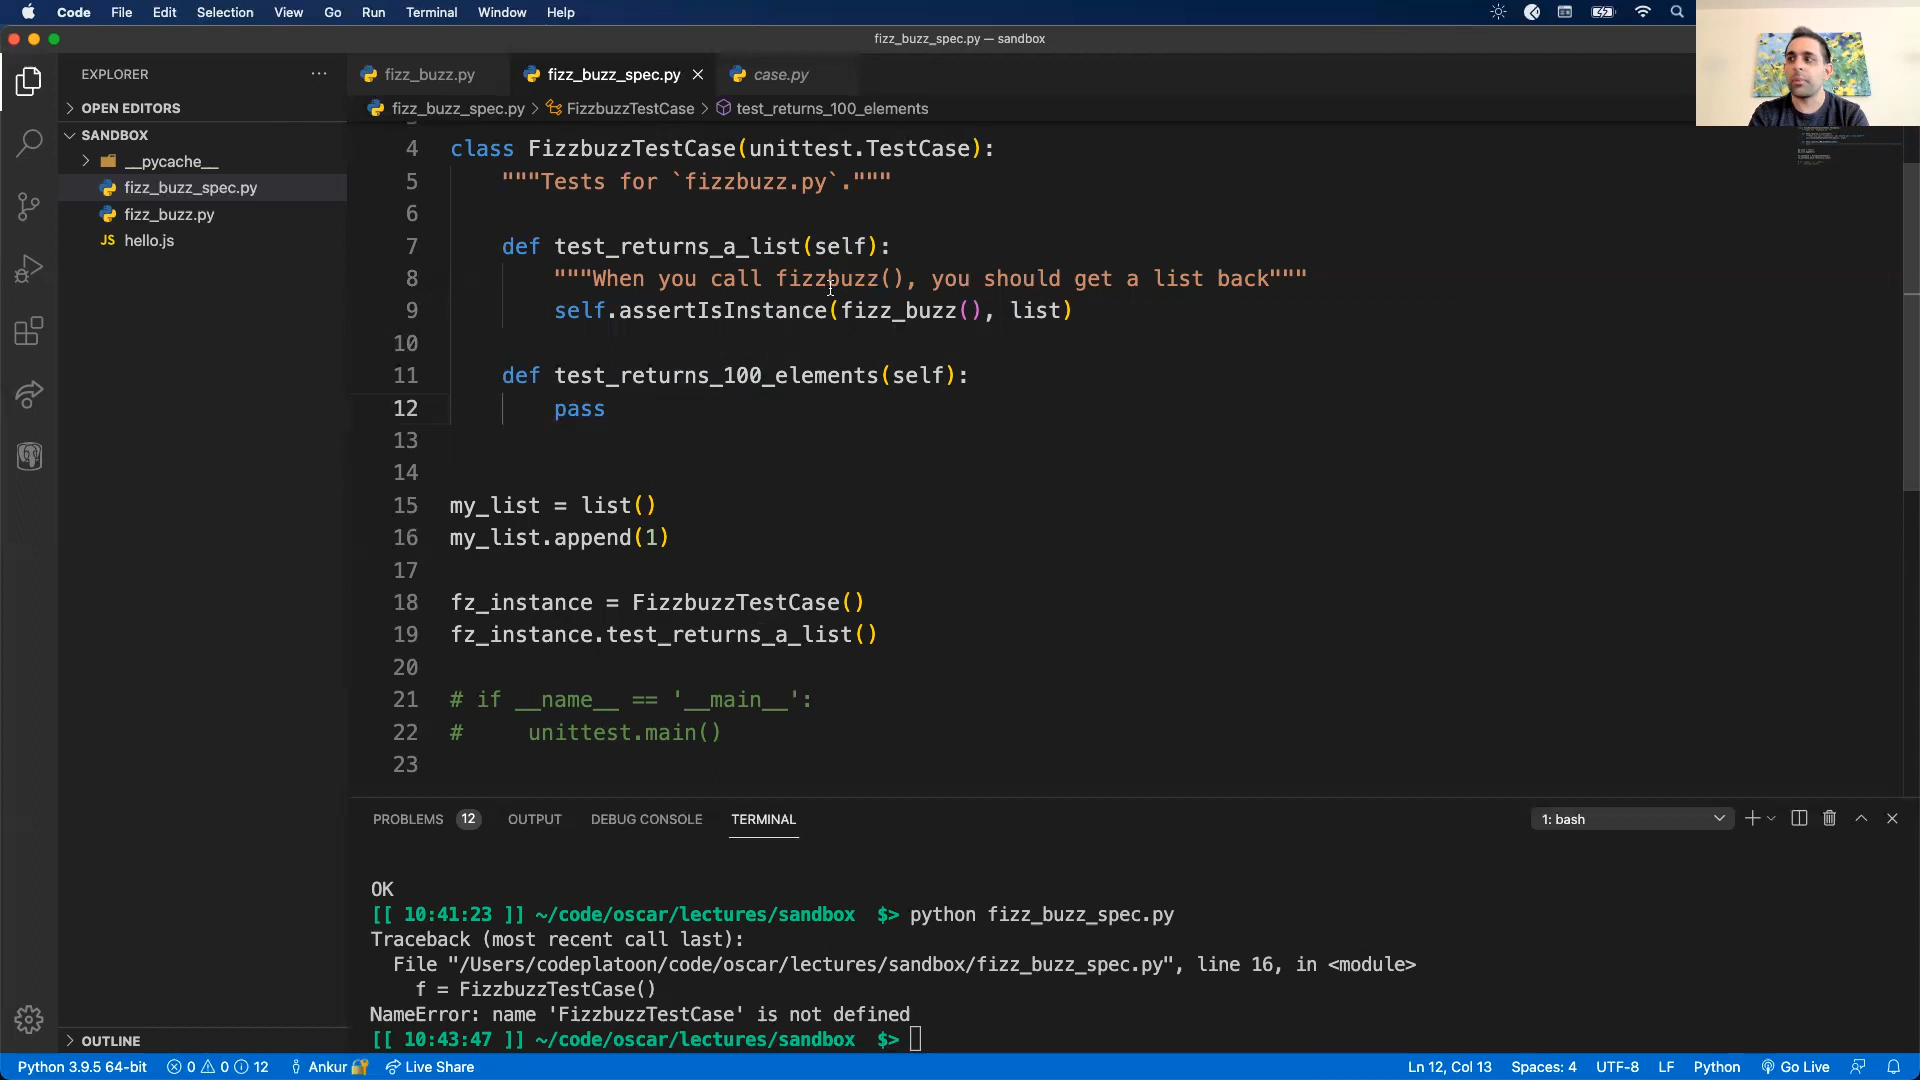 Code File Edit Selection View Go Run Terminal Window Help
fizz_buzz_spec.py — sandbox
EXPLORER
OPEN EDITORS
SANDBOX
__pycache__
fizz_buzz_spec.py
fizz_buzz.py
JS hello.js
OUTLINE
fizz_buzz.py fizz_buzz_spec.py case.py
fizz_buzz_spec.py > FizzbuzzTestCase > test_returns_100_elements
4 class FizzbuzzTestCase(unittest.TestCase):
5 """Tests for `fizzbuzz.py`."""
6
7 def test_returns_a_list(self):
8 """When you call fizzbuzz(), you should get a list back"""
9 self.assertIsInstance(fizz_buzz(), list)
10
11 def test_returns_100_elements(self):
12 pass
13
14
15 my_list = list()
16 my_list.append(1)
17
18 fz_instance = FizzbuzzTestCase()
19 fz_instance.test_returns_a_list()
20
21 # if __name__ == '__main__':
22 # unittest.main()
23
PROBLEMS 12 OUTPUT DEBUG CONSOLE TERMINAL 1: bash
OK
[[ 10:41:23 ]] ~/code/oscar/lectures/sandbox $> python fizz_buzz_spec.py
Traceback (most recent call last):
File "/Users/codeplatoon/code/oscar/lectures/sandbox/fizz_buzz_spec.py", line 16, in <module>
f = FizzbuzzTestCase()
NameError: name 'FizzbuzzTestCase' is not defined
[[ 10:43:47 ]] ~/code/oscar/lectures/sandbox $>
Python 3.9.5 64-bit 0 0 12 Ankur Live Share Ln 12, Col 13 Spaces: 4 UTF-8 LF Python Go Live